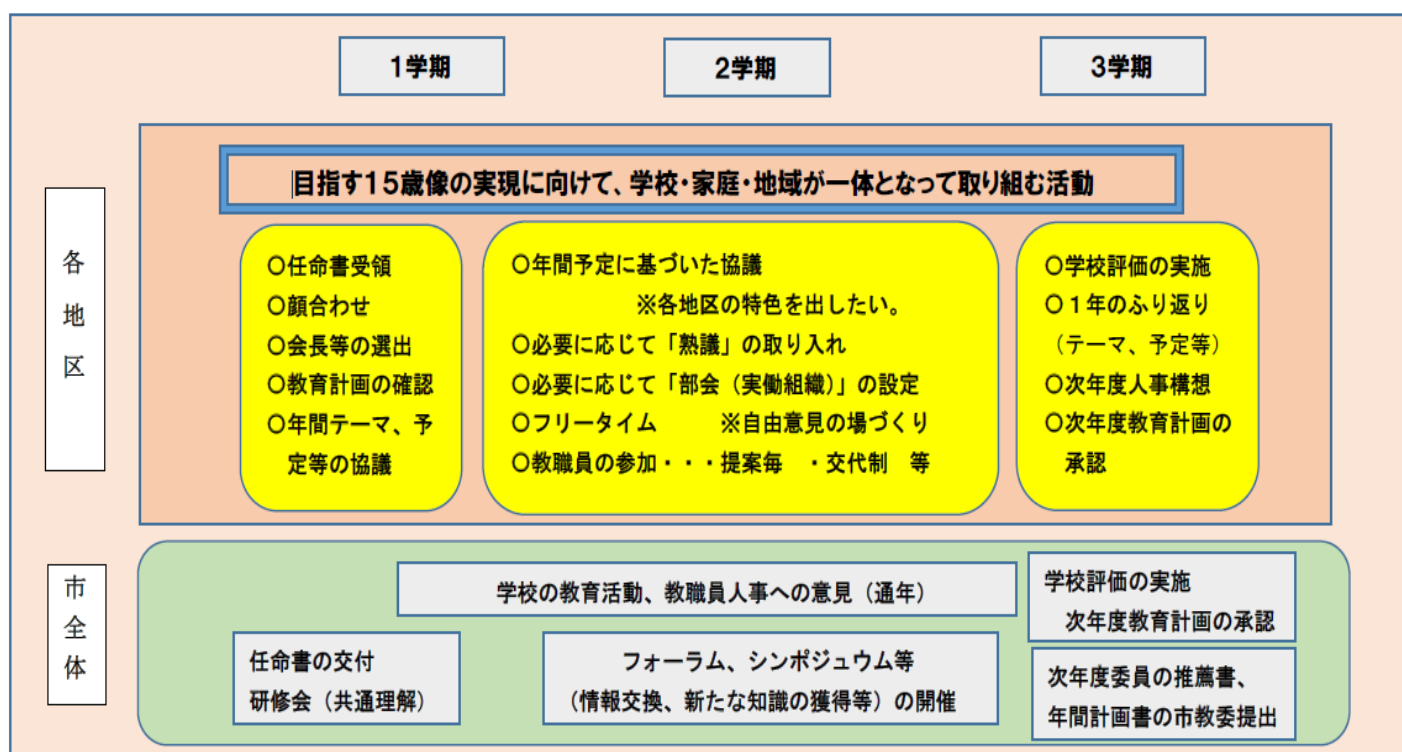 1学期
2学期
3学期
各地区
目指す15歳像の実現に向けて、学校・家庭・地域が一体となって取り組む活動
○任命書受領
○顔合わせ
○会長等の選出
○教育計画の確認
○年間テーマ、予
定等の協議
○年間予定に基づいた協議
※各地区の特色を出したい。
○必要に応じて「熟議」の取り入れ
○必要に応じて「部会(実働組織)」の設定
○フリータイム　　※自由意見の場づくり
○教職員の参加・・・提案毎　・交代制　等
○学校評価の実施
○1年のふり返り
(テーマ、予定等)
○次年度人事構想
○次年度教育計画の
承認
市全体
学校の教育活動、教職員人事への意見(通年)
任命書の交付
研修会(共通理解)
フォーラム、シンポジュウム等
(情報交換、新たな知識の獲得等)の開催
学校評価の実施
次年度教育計画の承認
次年度委員の推薦書、
年間計画書の市教委提出